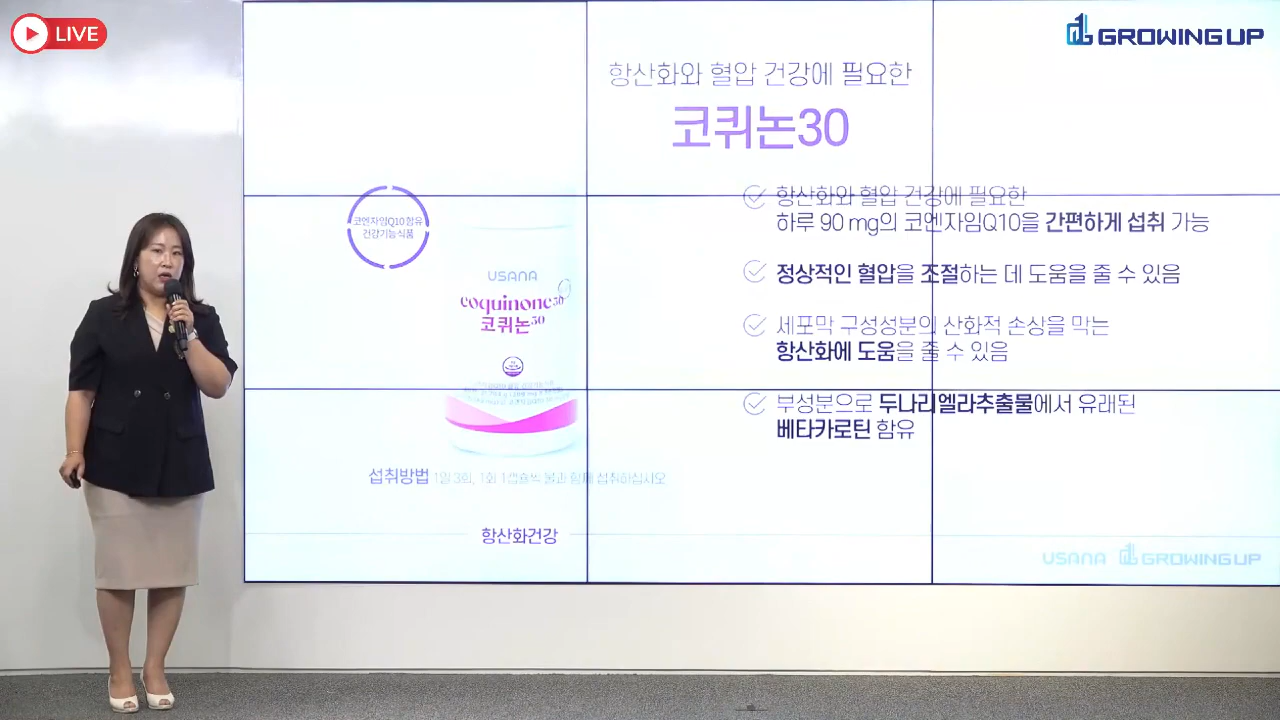 LIVE
GROWING UP
항산화와 혈압 건강에 필요한
코퀴논30
코엔자임Q10 함유
건강기능식품
USANA
coquinone30
코퀴논30
항산화와 혈압 건강에 필요한
하루 90 mg의 코엔자임Q10을 간편하게 섭취 가능
정상적인 혈압을 조절하는 데 도움을 줄 수 있음
세포막 구성성분의 산화적 손상을 막는
항산화에 도움을 줄 수 있음
부성분으로 두나리엘라추출물에서 유래된
베타카로틴 함유
섭취방법 1일 3회, 1회 1캡슐씩 물과 함께 섭취하십시오
항산화건강
USANA GROWING UP